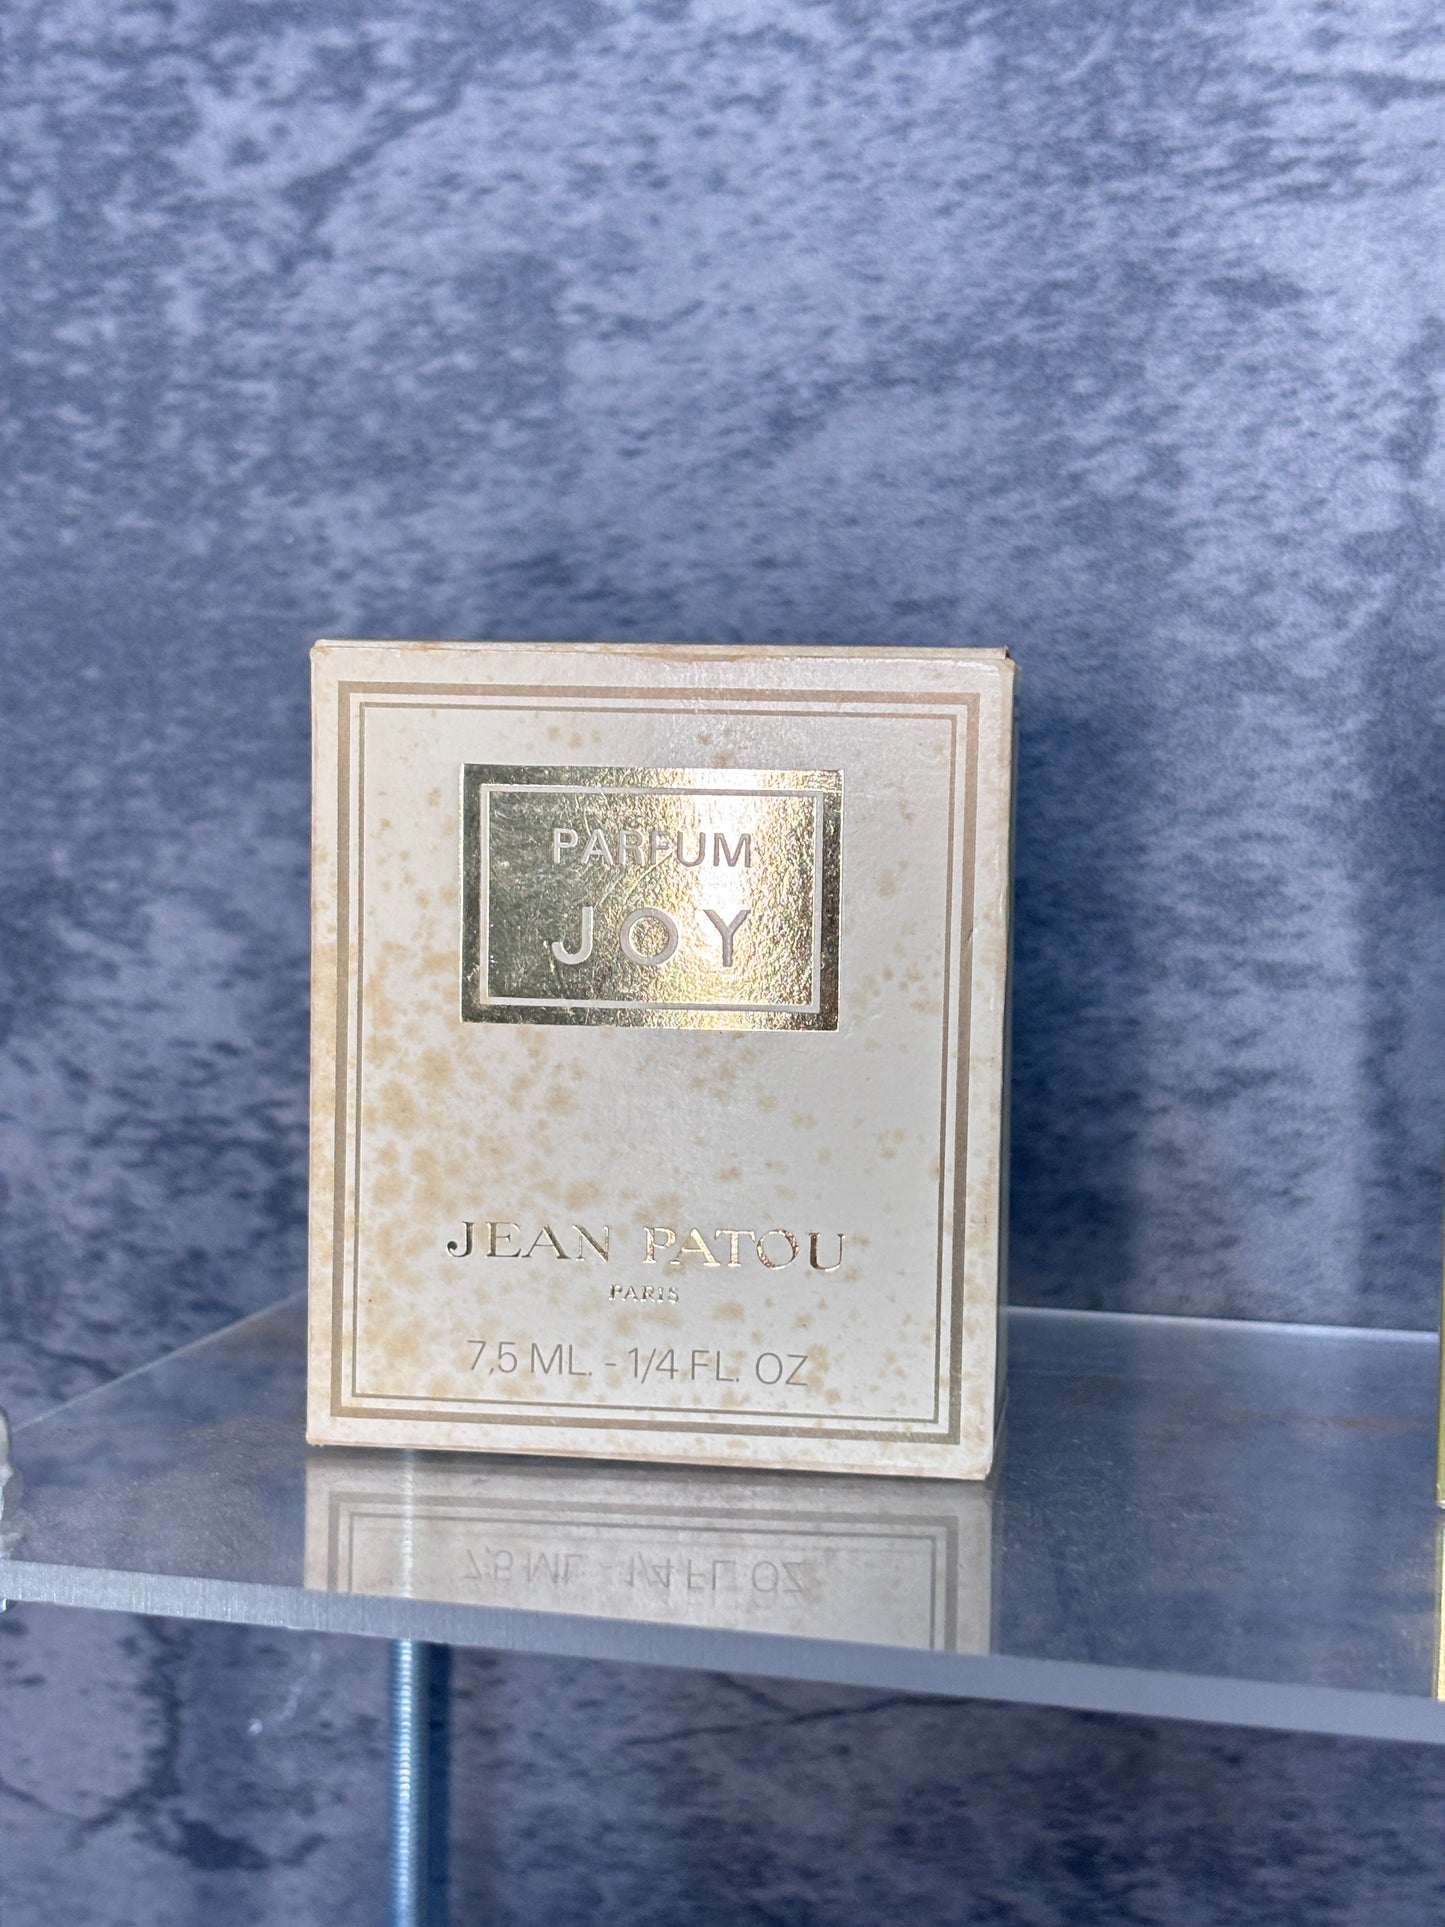 PARFUM
JOY
JEAN PATOU
PARIS
7,5 ML. - 1/4 FL. OZ